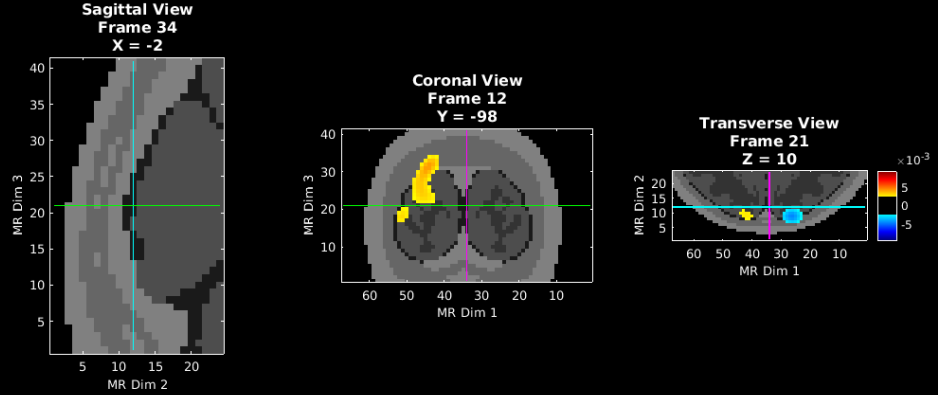 Sagittal View
Frame 34
X = -2
40
35
30
25
20
15
10
5
MR Dim 3
5 10 15 20
MR Dim 2
Coronal View
Frame 12
Y = -98
40
30
20
10
MR Dim 3
60 50 40 30 20 10
MR Dim 1
Transverse View
Frame 21
Z = 10
20
15
10
5
MR Dim 2
60 50 40 30 20 10
MR Dim 1
×10⁻³
5
0
-5